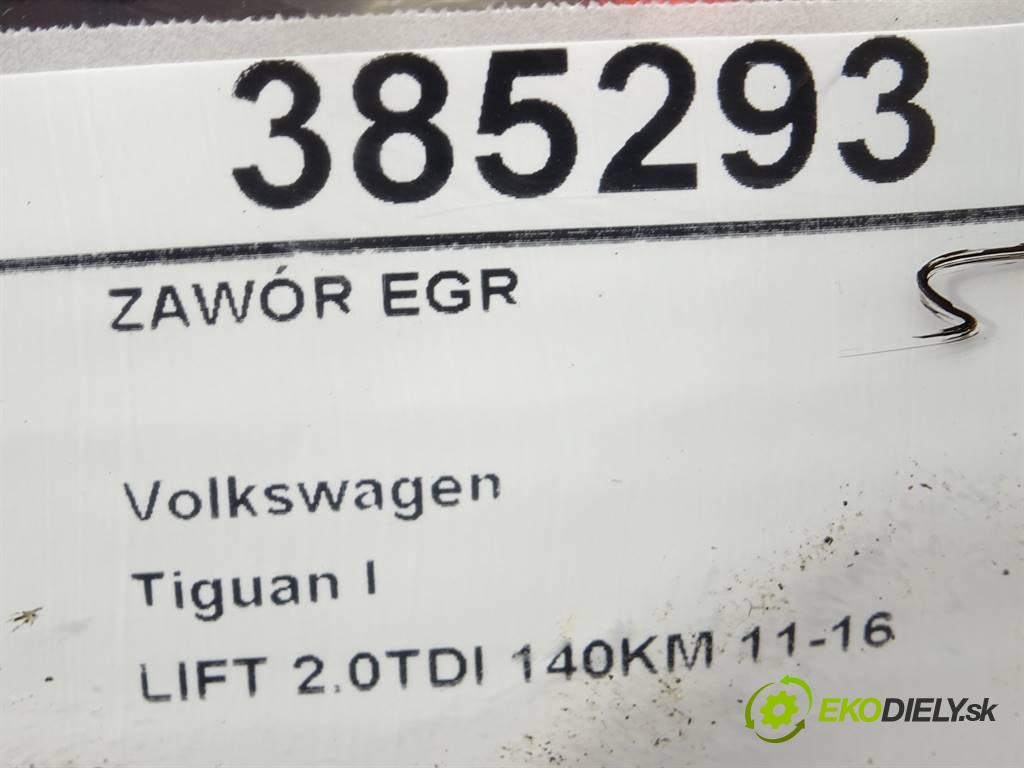 385293
ZAWÓR EGR
Volkswagen
Tiguan I
LIFT 2.0TDI 140KM 11-16
EKODIELY.sk